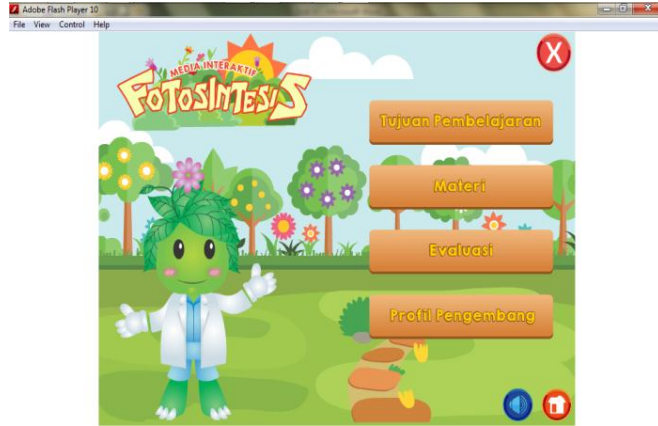 Adobe Flash Player 10
File View Control Help
MEDIA INTERAKTIF
FOTOSINTESIS
X
Tujuan Pembelajaran
Materi
Evaluasi
Profil Pengembang